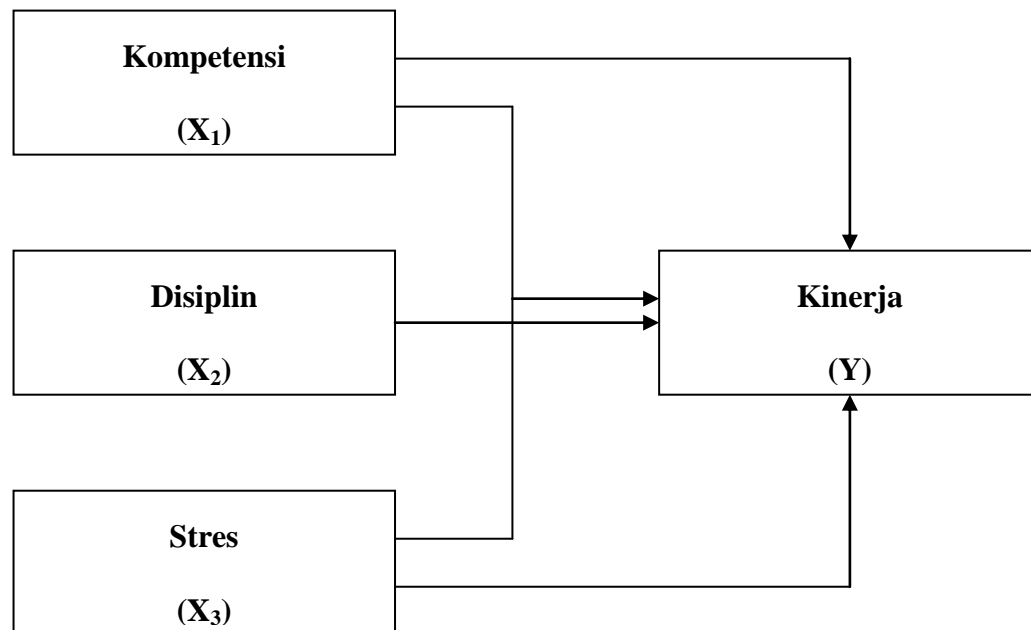 Kompetensi
(X₁)
Disiplin
(X₂)
Kinerja
(Y)
Stres
(X₃)